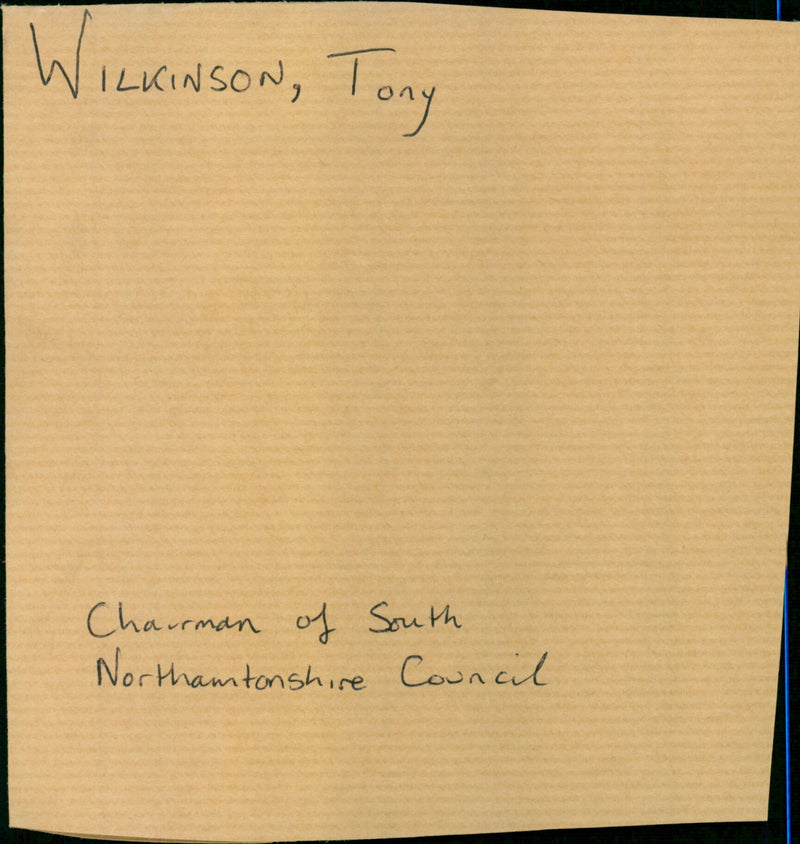 WILKINSON, Tony
Chairman of South
Northamtonshire Council